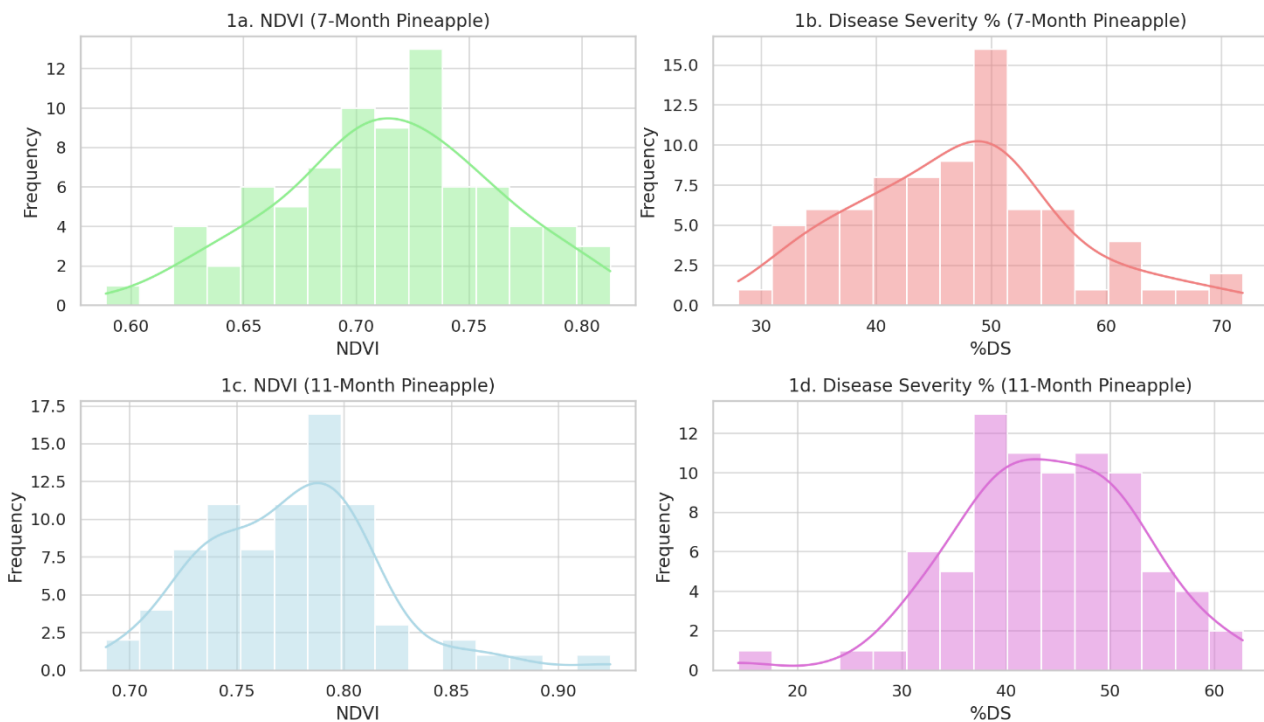 1a. NDVI (7-Month Pineapple)
12
10
8
6
4
2
0
Frequency
0.60 0.65 0.70 0.75 0.80
NDVI
1b. Disease Severity % (7-Month Pineapple)
15.0
12.5
10.0
7.5
5.0
2.5
0.0
Frequency
30 40 50 60 70
%DS
1c. NDVI (11-Month Pineapple)
17.5
15.0
12.5
10.0
7.5
5.0
2.5
0.0
Frequency
0.70 0.75 0.80 0.85 0.90
NDVI
1d. Disease Severity % (11-Month Pineapple)
12
10
8
6
4
2
0
Frequency
20 30 40 50 60
%DS